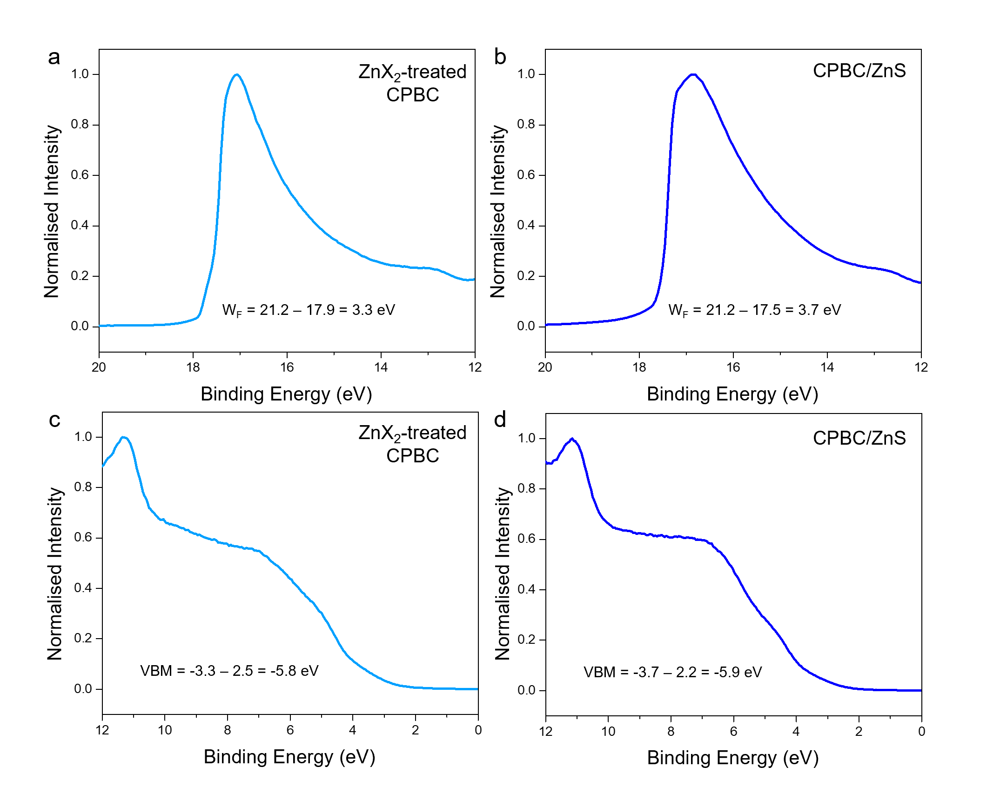 a
ZnX₂-treated
CPBC
Normalised Intensity
1.0
0.8
0.6
0.4
0.2
0.0
W_F = 21.2 – 17.9 = 3.3 eV
20 18 16 14 12
Binding Energy (eV)
b
CPBC/ZnS
Normalised Intensity
1.0
0.8
0.6
0.4
0.2
0.0
W_F = 21.2 – 17.5 = 3.7 eV
20 18 16 14 12
Binding Energy (eV)
c
ZnX₂-treated
CPBC
Normalised Intensity
1.0
0.8
0.6
0.4
0.2
0.0
VBM = -3.3 – 2.5 = -5.8 eV
12 10 8 6 4 2 0
Binding Energy (eV)
d
CPBC/ZnS
Normalised Intensity
1.0
0.8
0.6
0.4
0.2
0.0
VBM = -3.7 – 2.2 = -5.9 eV
12 10 8 6 4 2 0
Binding Energy (eV)